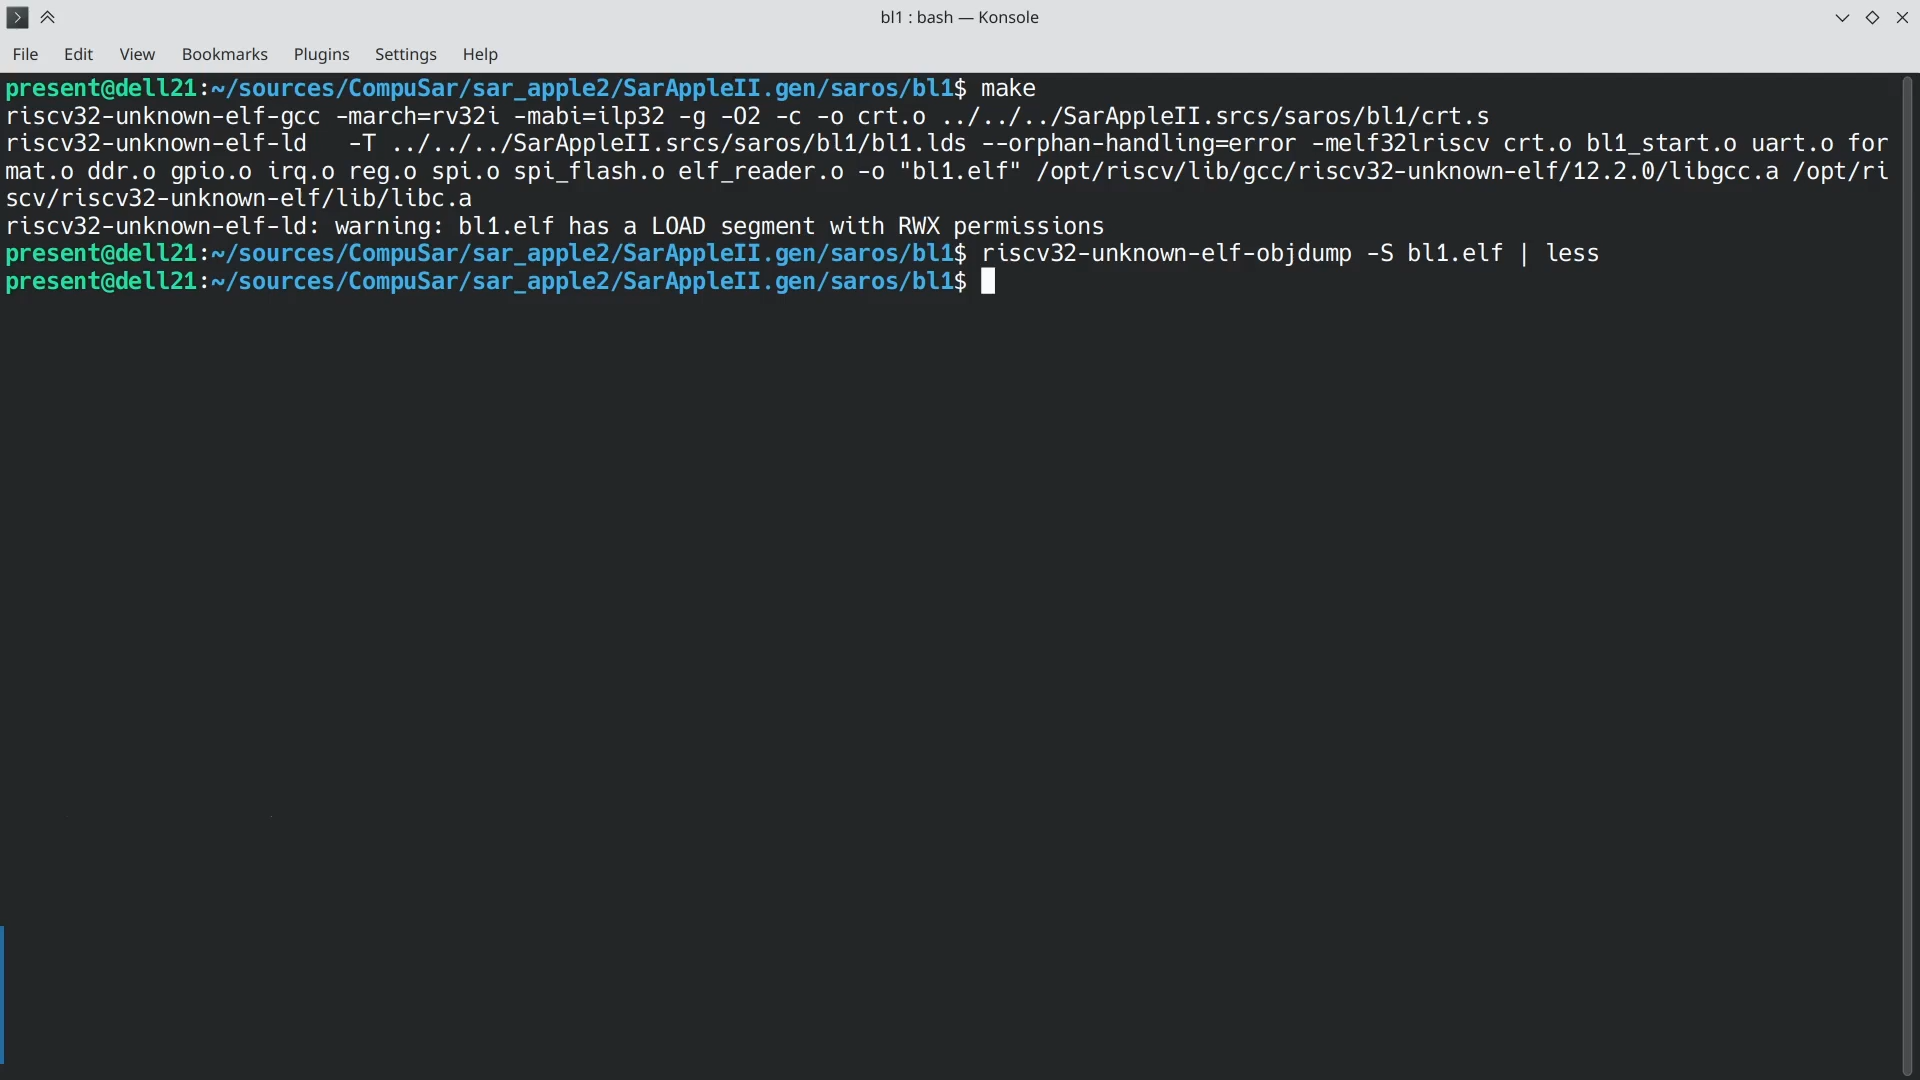 bl1 : bash — Konsole
File Edit View Bookmarks Plugins Settings Help
present@dell21:~/sources/CompuSar/sar_apple2/SarAppleII.gen/saros/bl1$ make
riscv32-unknown-elf-gcc -march=rv32i -mabi=ilp32 -g -O2 -c -o crt.o ../../../SarAppleII.srcs/saros/bl1/crt.s
riscv32-unknown-elf-ld   -T ../../../SarAppleII.srcs/saros/bl1/bl1.lds --orphan-handling=error -melf32lriscv crt.o bl1_start.o uart.o for
mat.o ddr.o gpio.o irq.o reg.o spi.o spi_flash.o elf_reader.o -o "bl1.elf" /opt/riscv/lib/gcc/riscv32-unknown-elf/12.2.0/libgcc.a /opt/ri
scv/riscv32-unknown-elf/lib/libc.a
riscv32-unknown-elf-ld: warning: bl1.elf has a LOAD segment with RWX permissions
present@dell21:~/sources/CompuSar/sar_apple2/SarAppleII.gen/saros/bl1$ riscv32-unknown-elf-objdump -S bl1.elf | less
present@dell21:~/sources/CompuSar/sar_apple2/SarAppleII.gen/saros/bl1$